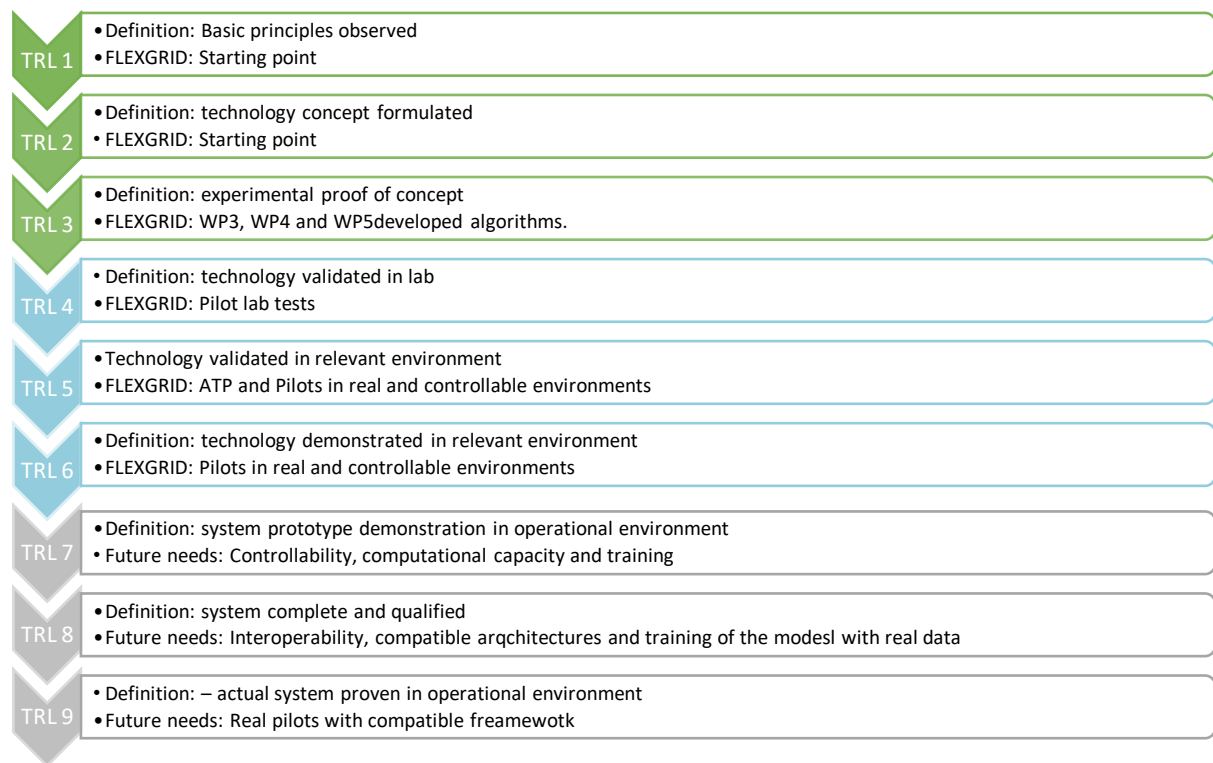 TRL 1
•Definition: Basic principles observed
•FLEXGRID: Starting point
TRL 2
•Definition: technology concept formulated
• FLEXGRID: Starting point
TRL 3
•Definition: experimental proof of concept
•FLEXGRID: WP3, WP4 and WP5developed algorithms.
TRL 4
• Definition: technology validated in lab
•FLEXGRID: Pilot lab tests
TRL 5
•Technology validated in relevant environment
•FLEXGRID: ATP and Pilots in real and controllable environments
TRL 6
•Definition: technology demonstrated in relevant environment
•FLEXGRID: Pilots in real and controllable environments
TRL 7
•Definition: system prototype demonstration in operational environment
• Future needs: Controllability, computational capacity and training
TRL 8
•Definition: system complete and qualified
•Future needs: Interoperability, compatible arqchitectures and training of the modesl with real data
TRL 9
• Definition: – actual system proven in operational environment
•Future needs: Real pilots with compatible freamewotk